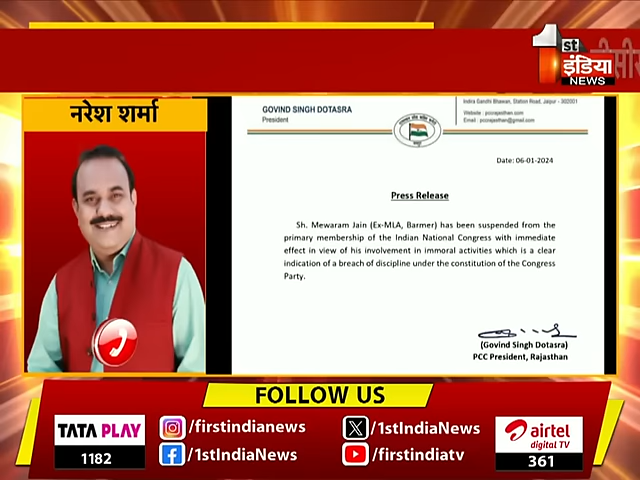 1st
इंडिया
NEWS
नरेश शर्मा
GOVIND SINGH DOTASRA
President
Indira Gandhi Bhawan, Station Road, Jaipur - 302001
Website : pccrajasthan.com
Email : pccrajasthan@gmail.com
Date: 06-01-2024
Press Release
Sh. Mewaram Jain (Ex-MLA, Barmer) has been suspended from the
primary membership of the Indian National Congress with immediate
effect in view of his involvement in immoral activities which is a clear
indication of a breach of discipline under the constitution of the Congress
Party.
(Govind Singh Dotasra)
PCC President, Rajasthan
FOLLOW US
TATA PLAY
1182
/firstindianews
/1stIndiaNews
/1stIndiaNews
/firstindiatv
airtel
digital TV
361